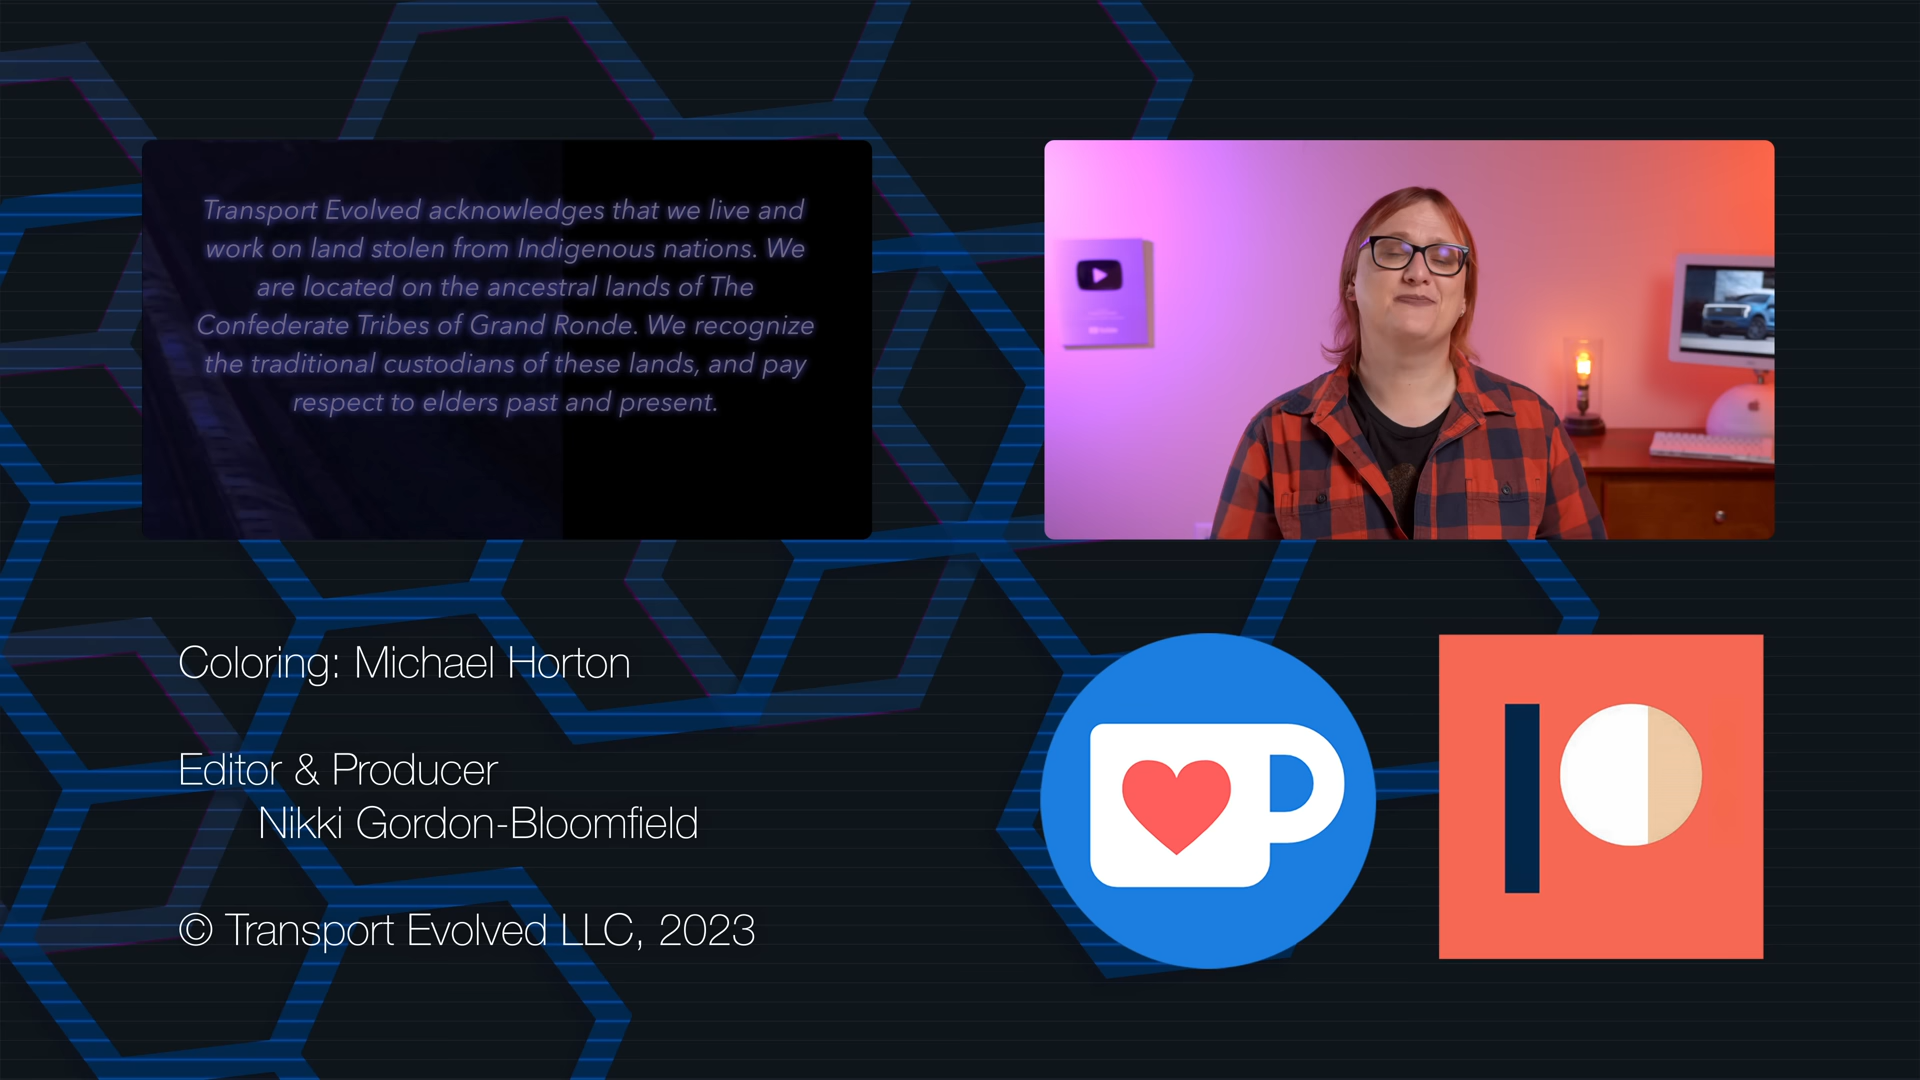 Transport Evolved acknowledges that we live and
work on land stolen from Indigenous nations. We
are located on the ancestral lands of The
Confederate Tribes of Grand Ronde. We recognize
the traditional custodians of these lands, and pay
respect to elders past and present.
Coloring: Michael Horton
Editor & Producer
Nikki Gordon-Bloomfield
© Transport Evolved LLC, 2023